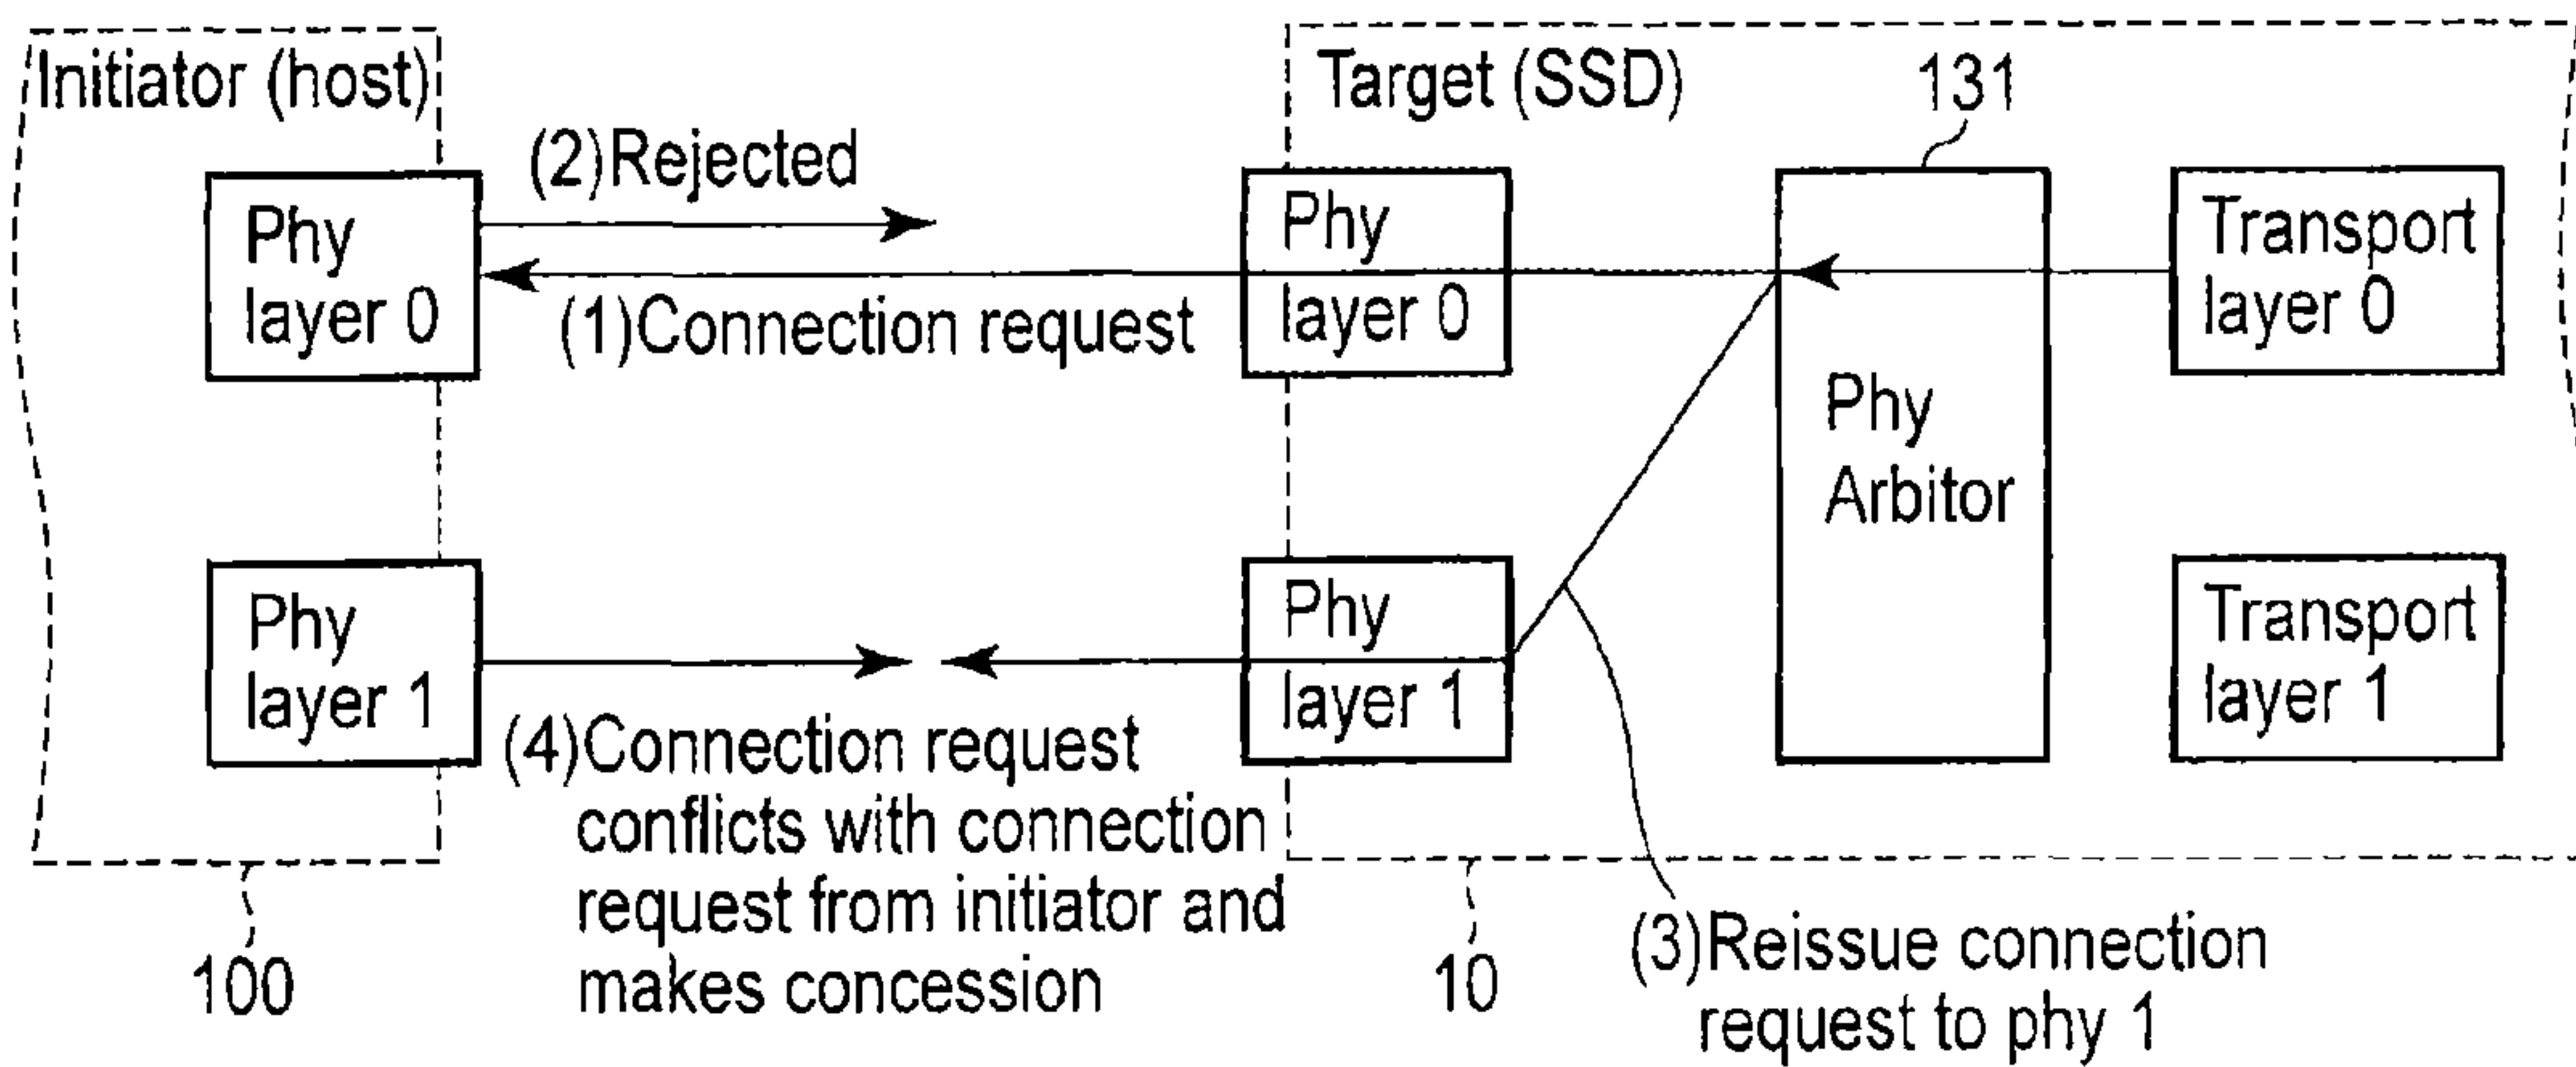 Initiator (host)
Target (SSD)
131
(2)Rejected
Phy
layer 0
(1)Connection request
Phy
layer 0
Phy
Arbitor
Transport
layer 0
Phy
layer 1
Phy
layer 1
Transport
layer 1
(4)Connection request
conflicts with connection
request from initiator and
makes concession
100
10
(3)Reissue connection
request to phy 1